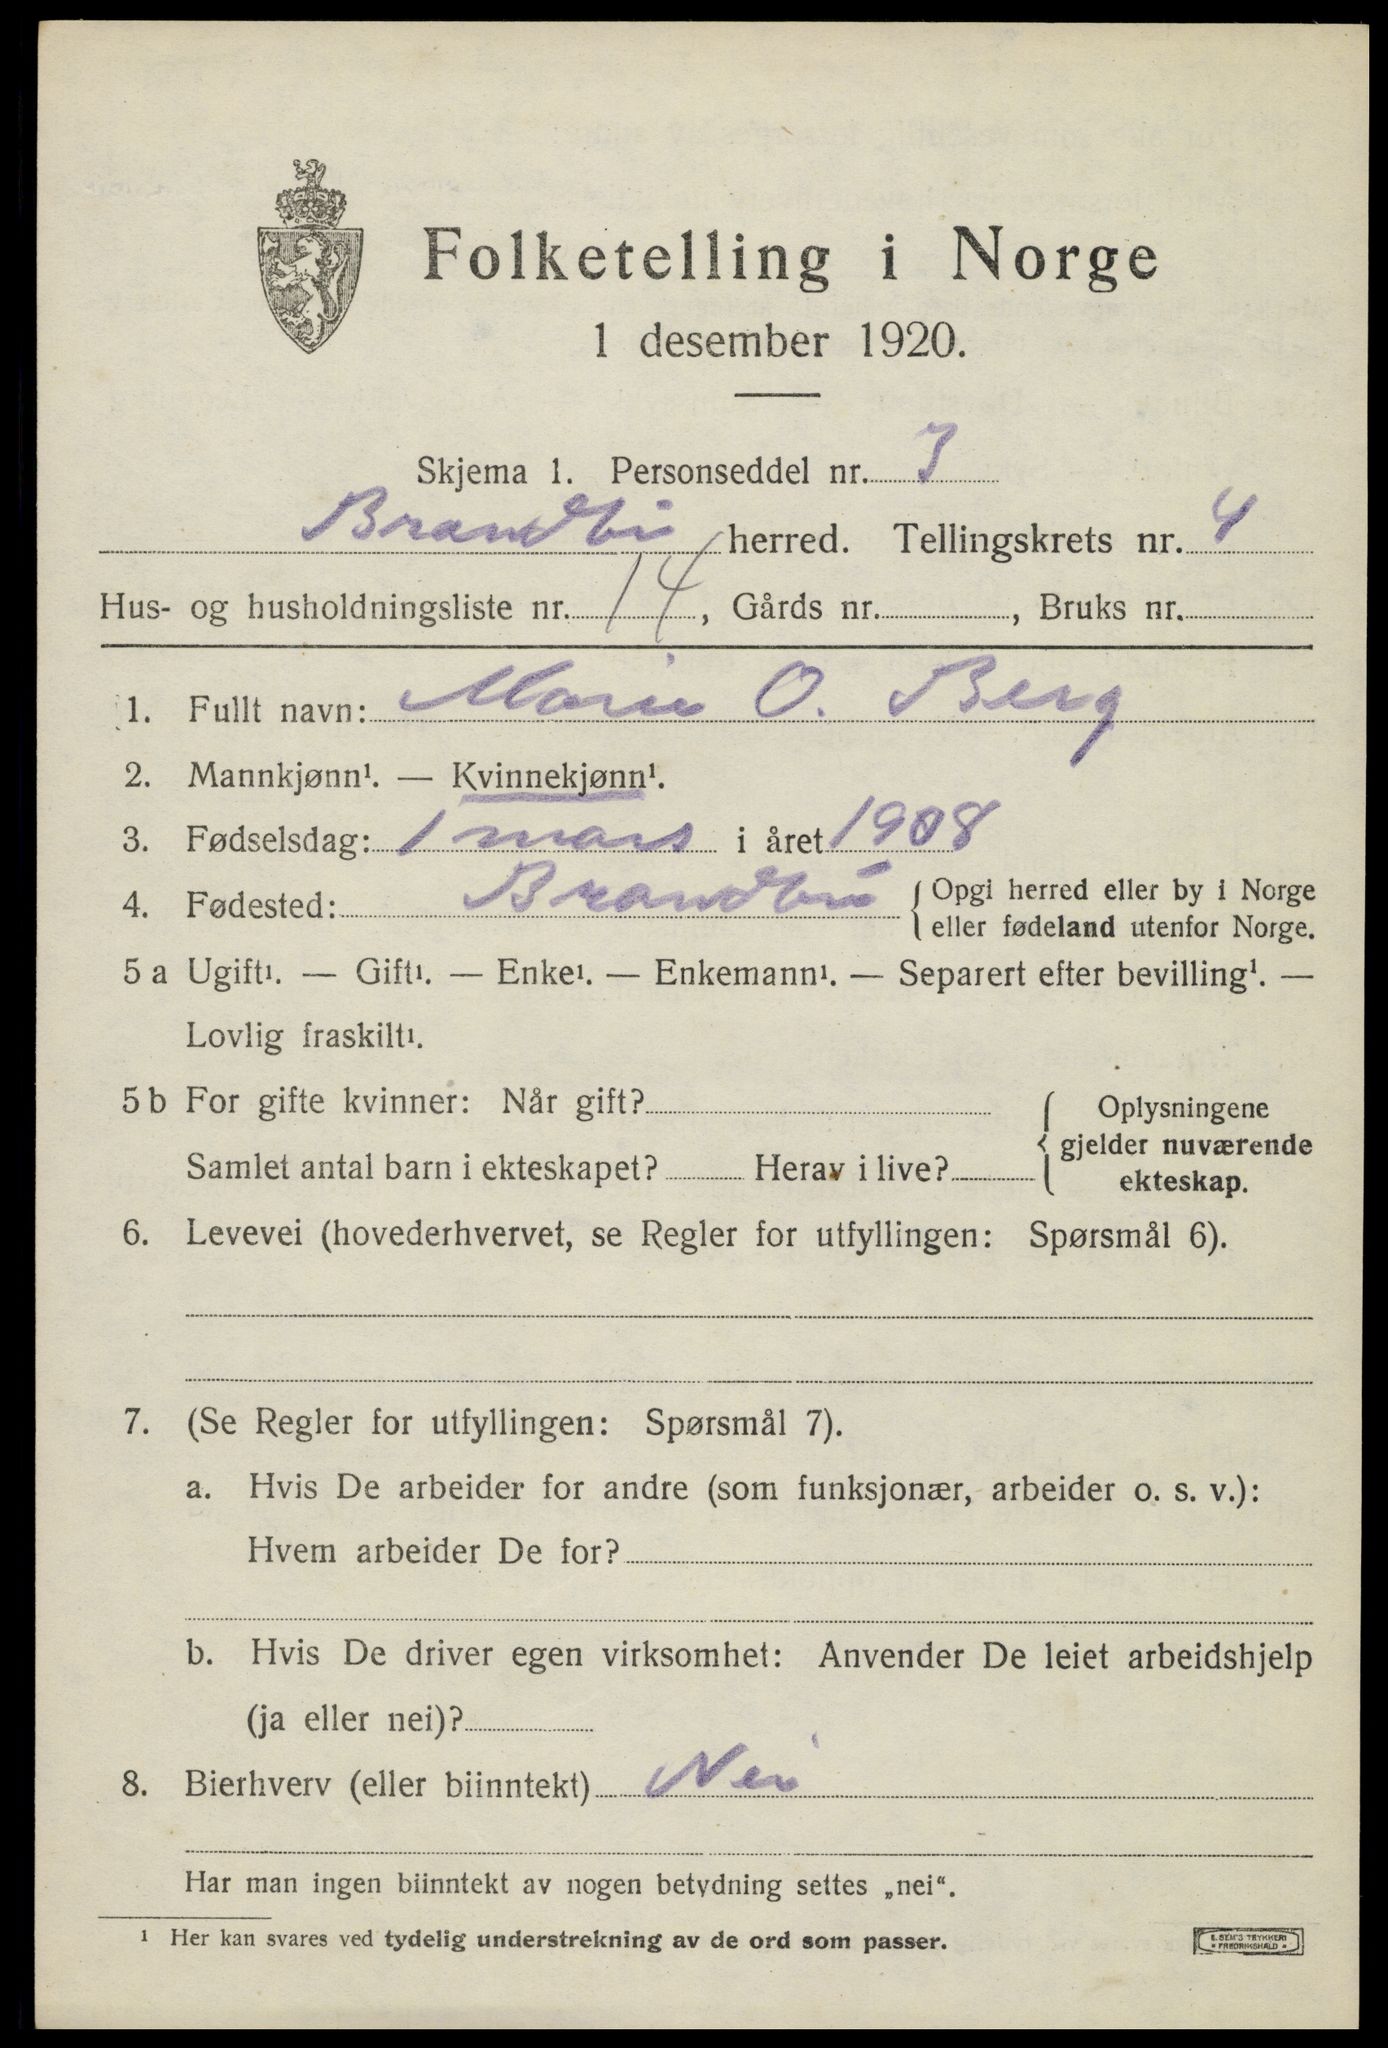 Folketelling i Norge
1 desember 1920.
Skjema 1. Personseddel nr. 7
Brandbu herred. Tellingskrets nr. 4
Hus- og husholdningsliste nr. 14, Gårds nr. , Bruks nr.
1. Fullt navn: Marie O. Berg
2. Mannkjønn¹. — Kvinnekjønn¹.
3. Fødselsdag: 1 mars i året 1908
4. Fødested: Brandbu { Opgi herred eller by i Norge
eller fødeland utenfor Norge.
5 a Ugift¹. — Gift¹. — Enke¹. — Enkemann¹. — Separert efter bevilling¹. —
Lovlig fraskilt¹.
5 b For gifte kvinner: Når gift? { Oplysningene
gjelder nuværende
Samlet antal barn i ekteskapet? Herav i live?
ekteskap.
6. Levevei (hovederhvervet, se Regler for utfyllingen: Spørsmål 6).
7. (Se Regler for utfyllingen: Spørsmål 7).
a. Hvis De arbeider for andre (som funksjonær, arbeider o. s. v.):
Hvem arbeider De for?
b. Hvis De driver egen virksomhet: Anvender De leiet arbeidshjelp
(ja eller nei)?
8. Bierhverv (eller biinntekt) Nei
Har man ingen biinntekt av nogen betydning settes „nei“.
¹ Her kan svares ved tydelig understrekning av de ord som passer.
E. SEM'S TRYKKERI
FREDRIKSHALD